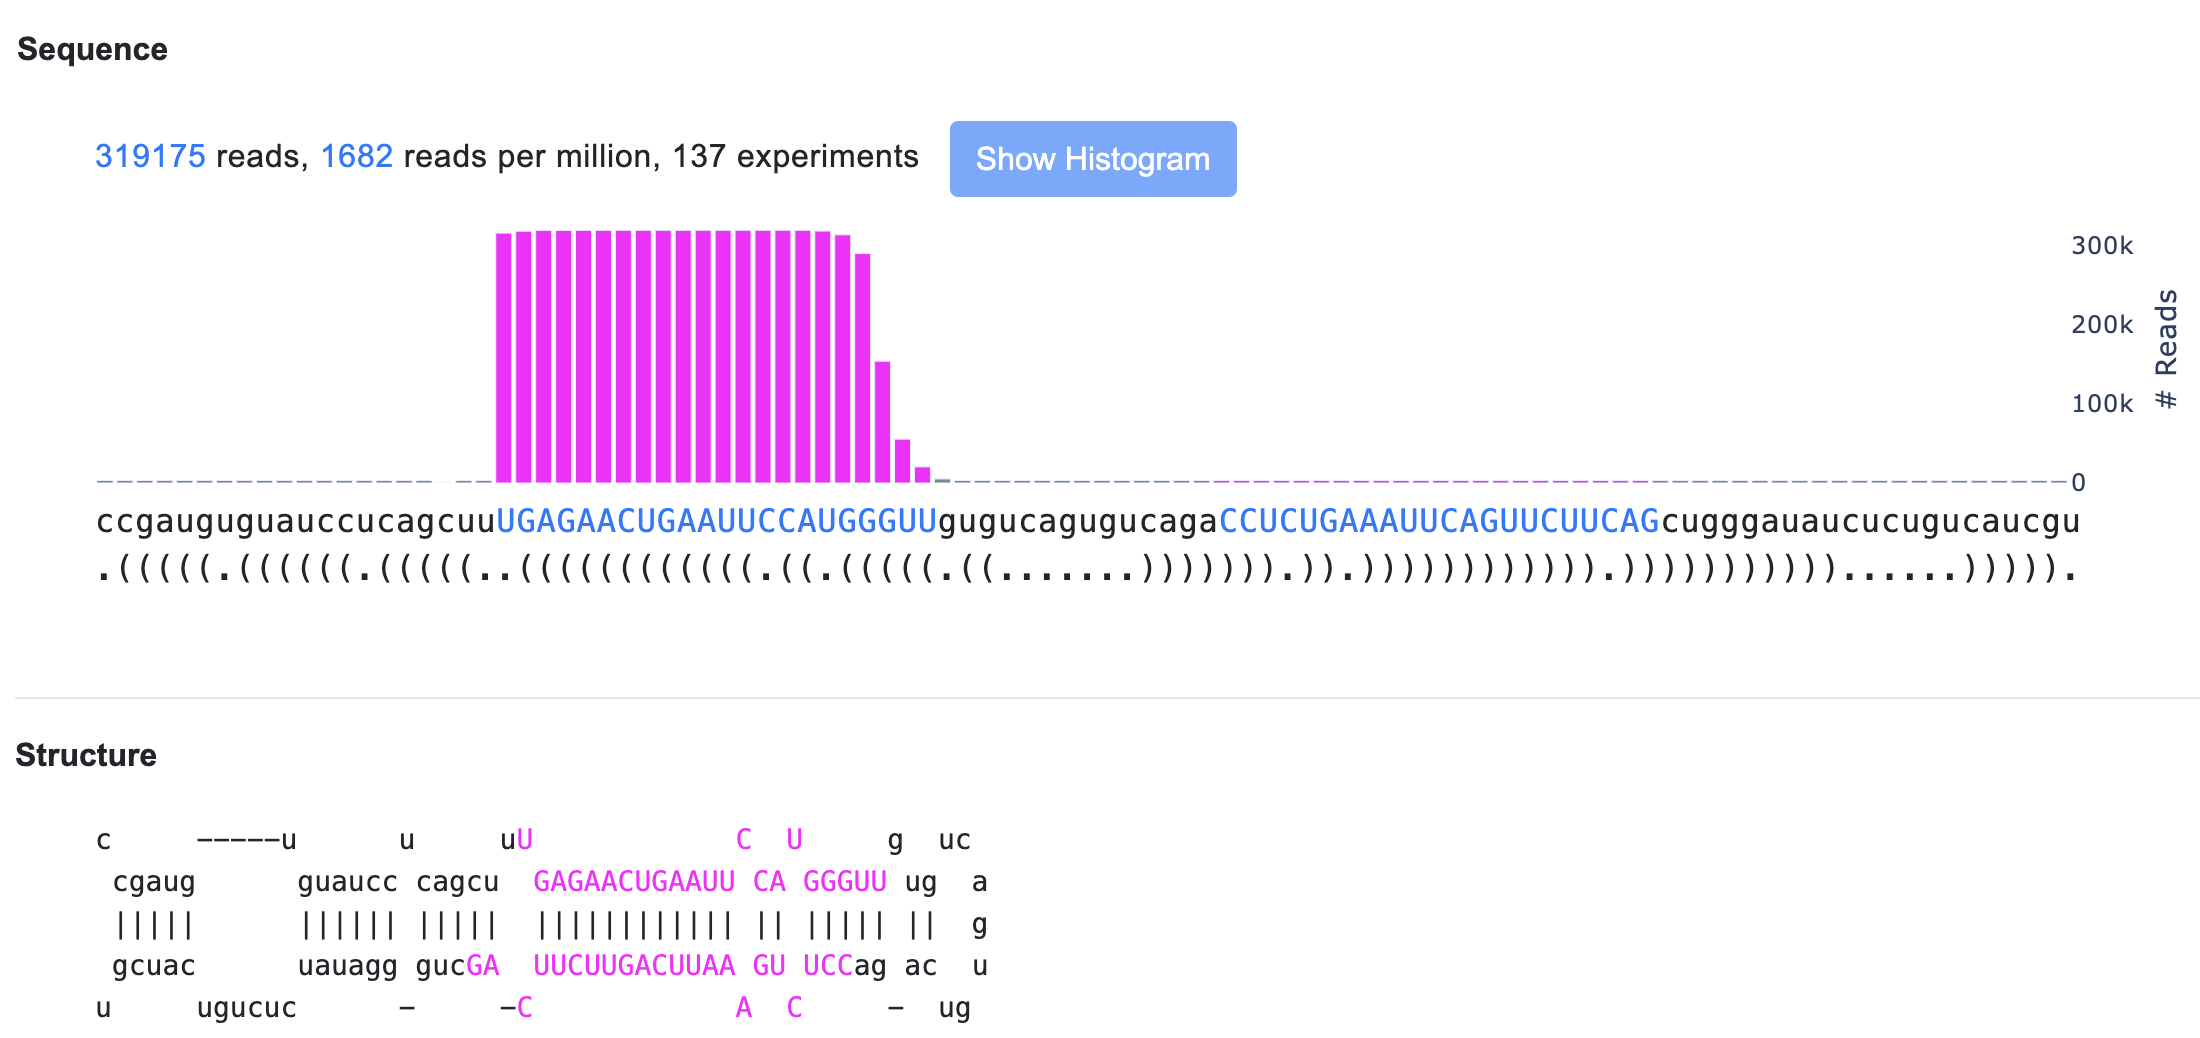 Sequence
319175 reads, 1682 reads per million, 137 experiments
Show Histogram
300k
200k
100k
0
# Reads
ccgauguguauccucagcuuUGAGAACUGAAUUCCAUGGGUUgugucagugucagaCCUCUGAAAUUCAGUUCUUCAGcugggauaucucugucaucgu
.(((((.((((((.(((((..((((((((((((.((.(((((.((.......))))))).)).)))))))))))).)))))))))))......))))).
Structure
c     -----u      u     uU            C  U     g  uc
 cgaug      guaucc cagcu  GAGAACUGAAUU CA GGGUU ug  a
 |||||      |||||| |||||  |||||||||||| || ||||| ||  g
 gcuac      uauagg gucGA  UUCUUGACUUAA GU UCCag ac  u
u     ugucuc      -     -C            A  C     -  ug